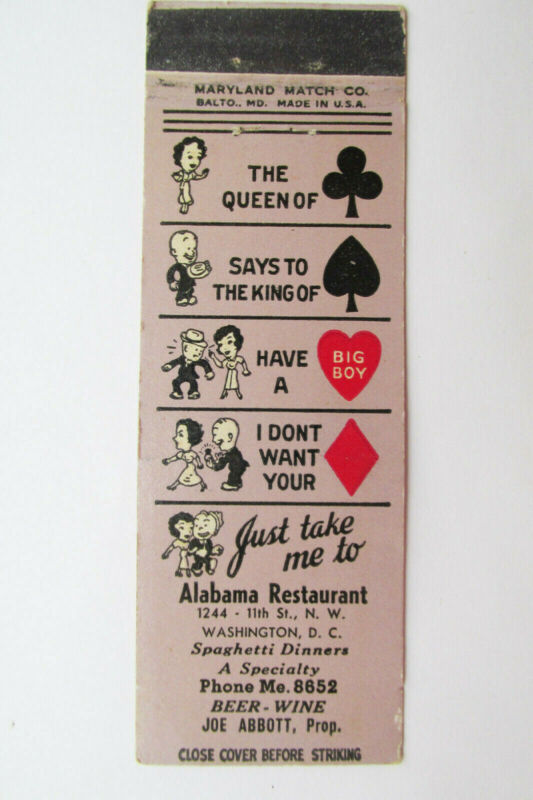 MARYLAND MATCH CO.
BALTO., MD. MADE IN U.S.A.
THE
QUEEN OF
SAYS TO
THE KING OF
HAVE
A
BIG
BOY
I DONT
WANT
YOUR
Just take
me to
Alabama Restaurant
1244 - 11th St., N. W.
WASHINGTON, D. C.
Spaghetti Dinners
A Specialty
Phone Me. 8652
BEER - WINE
JOE ABBOTT, Prop.
CLOSE COVER BEFORE STRIKING